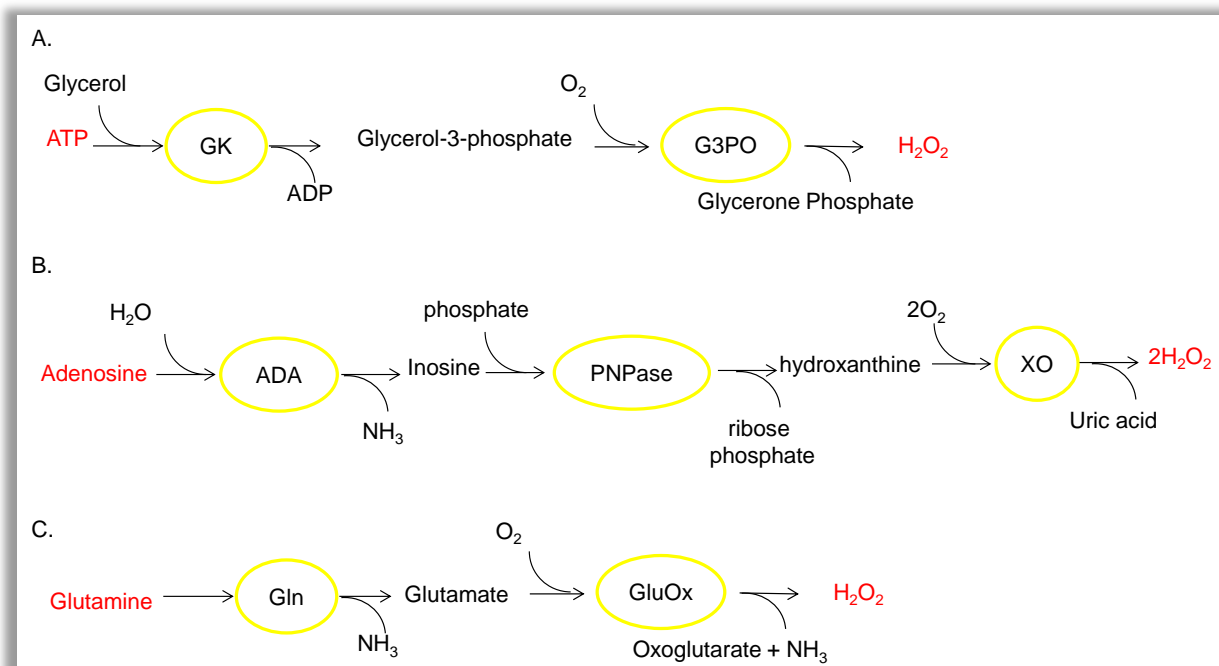 A.
Glycerol
ATP
GK
ADP
Glycerol-3-phosphate
O₂
G3PO
Glycerone Phosphate
H₂O₂
B.
H₂O
Adenosine
ADA
NH₃
Inosine
phosphate
PNPase
ribose
phosphate
hydroxanthine
2O₂
XO
Uric acid
2H₂O₂
C.
Glutamine
Gln
NH₃
Glutamate
O₂
GluOx
Oxoglutarate + NH₃
H₂O₂